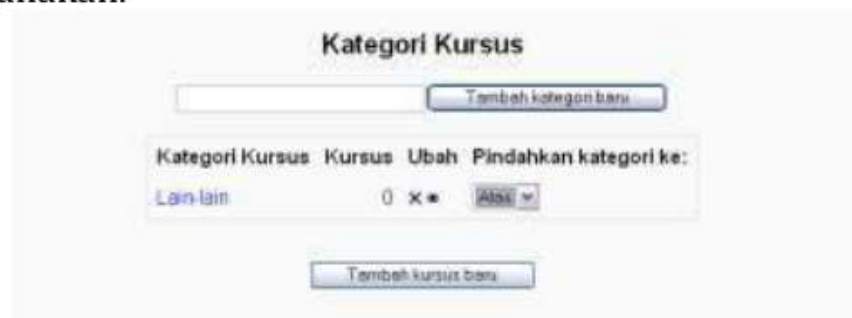 Kategori Kursus
Tambah kategori baru
Kategori Kursus Kursus Ubah Pindahkan kategori ke:
Lain-lain 0 Atas
Tambah kursus baru